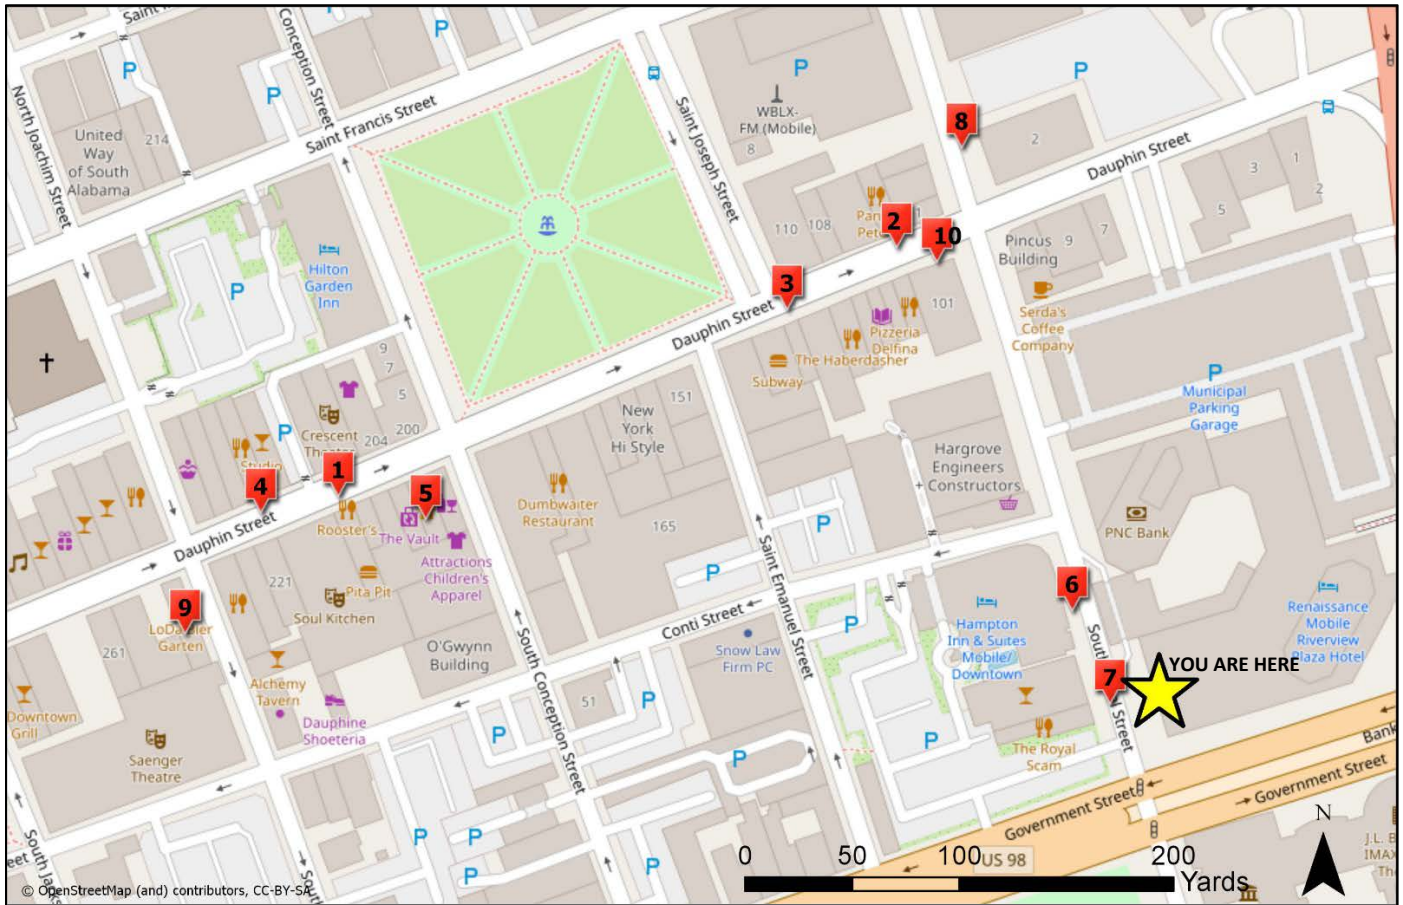 Conception Street
P
P
P
P
P
North Joachim Street
United
Way
of South
Alabama
214
Saint Francis Street
Saint Joseph Street
WBLX-
FM (Mobile)
8
8
2
Dauphin Street
3
1
2
5
Hilton
Garden
Inn
P
110
108
2
10
Pincus
Building
9
7
3
Dauphin Street
101
Serda's
Coffee
Company
Pizzeria
Delfina
The Haberdasher
Subway
P
Municipal
Parking
Garage
9
7
5
Crescent
P
204
200
New
York
Hi Style
151
1
4
5
Hargrove
Engineers
+ Constructors
Dauphin Street
Rooster's
The Vault
Dumbwaiter
Restaurant
165
P
PNC Bank
Attractions
Children's
Apparel
221
Pita Pit
Soul Kitchen
9
Garden
261
O'Gwynn
Building
South Conception Street
P
Saint Emanuel Street
Conti Street
Snow Law
Firm PC
P
Hampton
Inn & Suites
Mobile/
Downtown
6
South
7
Street
YOU ARE HERE
Renaissance
Mobile
Riverview
Plaza Hotel
Downtown
Grill
Alchemy
Tavern
Dauphine
Shoeteria
Saenger
Theatre
51
P
P
P
P
The Royal
Scam
Government Street
Government Street
US 98
P
P
P
P
0
50
100
200
Yards
N
© OpenStreetMap (and) contributors, CC-BY-SA